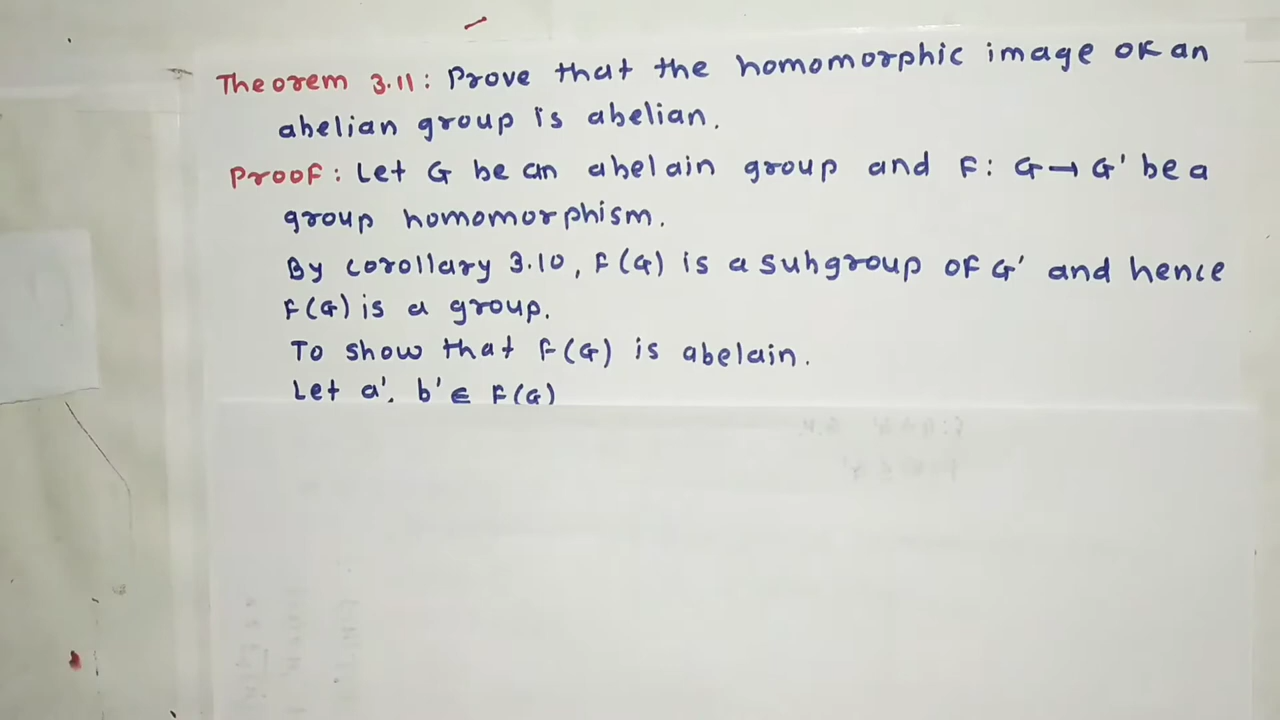 Theorem 3.11: Prove that the homomorphic image of an
abelian group is abelian.
Proof: Let G be an abelain group and F: G → G' be a
group homomorphism.
By corollary 3.10, F(G) is a subgroup of G' and hence
F(G) is a group.
To show that F(G) is abelain.
Let a', b' ∈ F(G)